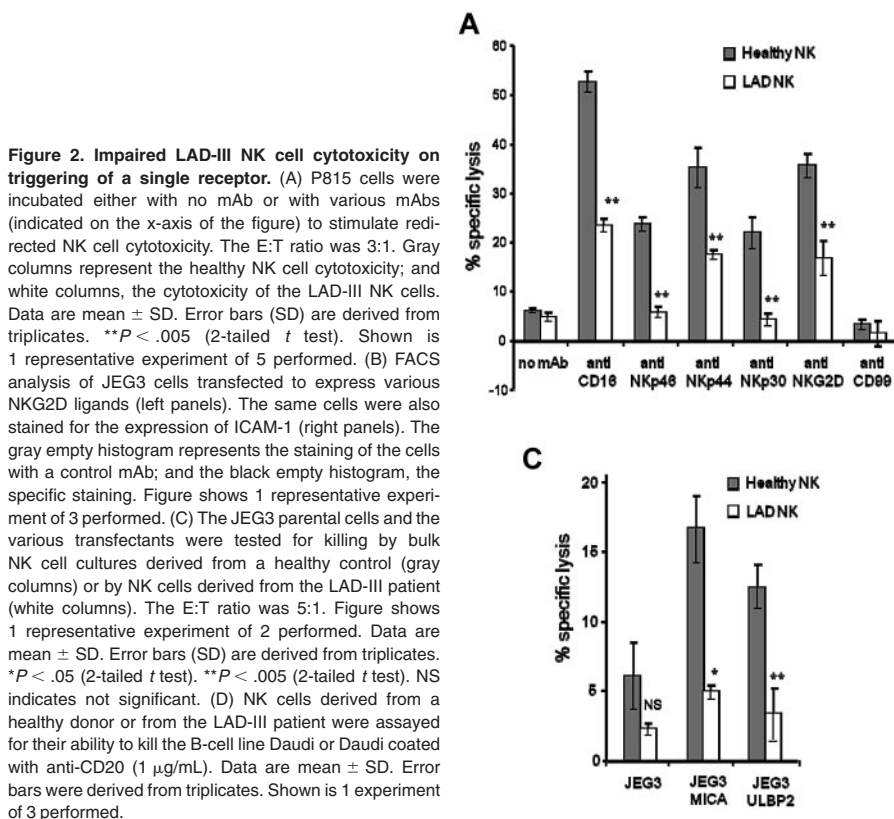 Figure 2. Impaired LAD-III NK cell cytotoxicity on
triggering of a single receptor. (A) P815 cells were
incubated either with no mAb or with various mAbs
(indicated on the x-axis of the figure) to stimulate redi-
rected NK cell cytotoxicity. The E:T ratio was 3:1. Gray
columns represent the healthy NK cell cytotoxicity; and
white columns, the cytotoxicity of the LAD-III NK cells.
Data are mean ± SD. Error bars (SD) are derived from
triplicates. **P < .005 (2-tailed t test). Shown is
1 representative experiment of 5 performed. (B) FACS
analysis of JEG3 cells transfected to express various
NKG2D ligands (left panels). The same cells were also
stained for the expression of ICAM-1 (right panels). The
gray empty histogram represents the staining of the cells
with a control mAb; and the black empty histogram, the
specific staining. Figure shows 1 representative experi-
ment of 3 performed. (C) The JEG3 parental cells and the
various transfectants were tested for killing by bulk
NK cell cultures derived from a healthy control (gray
columns) or by NK cells derived from the LAD-III patient
(white columns). The E:T ratio was 5:1. Figure shows
1 representative experiment of 2 performed. Data are
mean ± SD. Error bars (SD) are derived from triplicates.
*P < .05 (2-tailed t test). **P < .005 (2-tailed t test). NS
indicates not significant. (D) NK cells derived from a
healthy donor or from the LAD-III patient were assayed
for their ability to kill the B-cell line Daudi or Daudi coated
with anti-CD20 (1 μg/mL). Data are mean ± SD. Error
bars were derived from triplicates. Shown is 1 experiment
of 3 performed.
A
Healthy NK
LAD NK
% specific lysis
60
50
40
30
20
10
0
-10
**
**
**
**
**
no mAb anti anti anti anti anti anti
CD16 NKp46 NKp44 NKp30 NKG2D CD99
C
Healthy NK
LAD NK
% specific lysis
20
15
10
5
0
NS
*
**
JEG3 JEG3 JEG3
MICA ULBP2